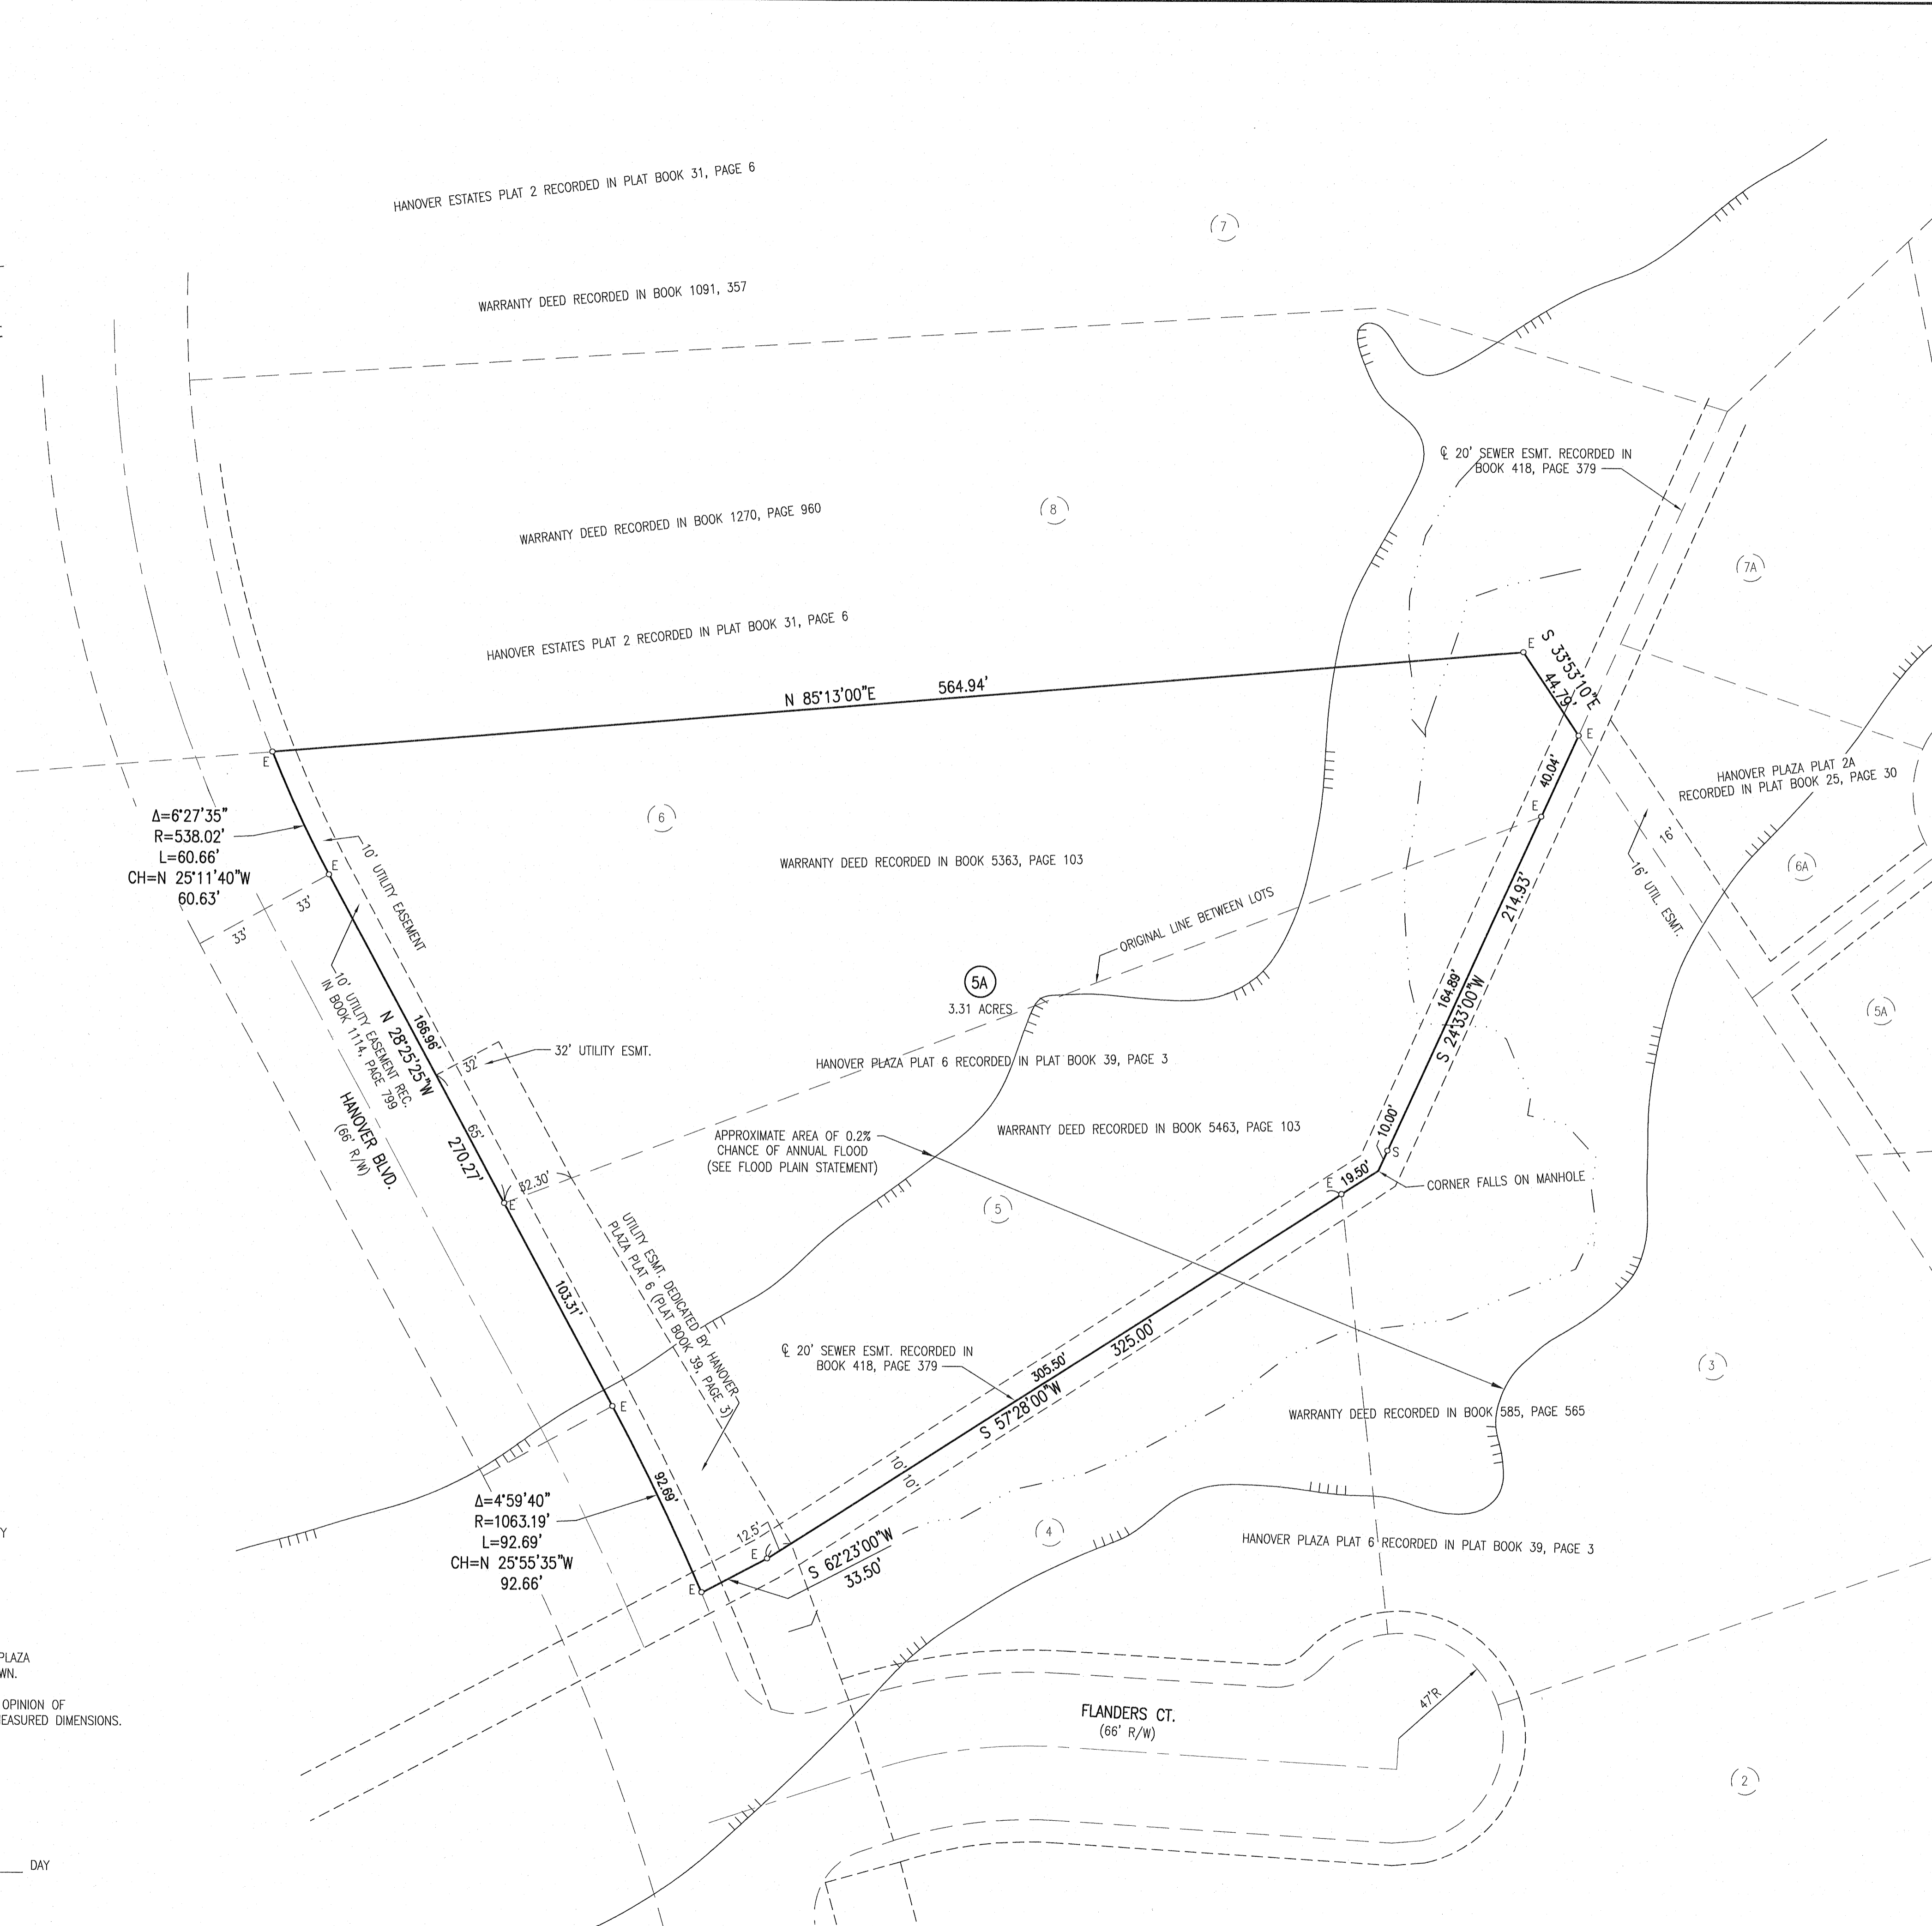 HANOVER ESTATES PLAT 2 RECORDED IN PLAT BOOK 31, PAGE 6
7
WARRANTY DEED RECORDED IN BOOK 1091, 357
℄ 20' SEWER ESMT. RECORDED IN
BOOK 418, PAGE 379
8
WARRANTY DEED RECORDED IN BOOK 1270, PAGE 960
7A
HANOVER ESTATES PLAT 2 RECORDED IN PLAT BOOK 31, PAGE 6
E
S 33°53'10"E
44.79'
N 85°13'00"E 564.94'
E
E
HANOVER PLAZA PLAT 2A
RECORDED IN PLAT BOOK 25, PAGE 30
40.04'
E
Δ=6°27'35"
R=538.02'
L=60.66'
CH=N 25°11'40"W
60.63'
6
16'
E
10' UTILITY EASEMENT
WARRANTY DEED RECORDED IN BOOK 5363, PAGE 103
6A
16' UTIL. ESMT.
33'
33'
214.93'
ORIGINAL LINE BETWEEN LOTS
5A
3.31 ACRES
164.89'
S 24°33'00"W
5A
10' UTILITY EASEMENT REC.
IN BOOK 1114, PAGE 799
166.96'
N 28°25'25"W
32'
32' UTILITY ESMT.
HANOVER PLAZA PLAT 6 RECORDED IN PLAT BOOK 39, PAGE 3
HANOVER BLVD.
(66' R/W)
65'
270.27'
APPROXIMATE AREA OF 0.2%
CHANCE OF ANNUAL FLOOD
(SEE FLOOD PLAIN STATEMENT)
WARRANTY DEED RECORDED IN BOOK 5463, PAGE 103
10.00'
S
19.50'
CORNER FALLS ON MANHOLE
E
32.30'
E
5
UTILITY ESMT. DEDICATED BY HANOVER
PLAZA PLAT 6 (PLAT BOOK 39, PAGE 3)
103.31'
℄ 20' SEWER ESMT. RECORDED IN
BOOK 418, PAGE 379
305.50'
325.00'
S 57°28'00"W
3
E
WARRANTY DEED RECORDED IN BOOK 585, PAGE 565
10'
10'
92.69'
Δ=4°59'40"
R=1063.19'
L=92.69'
CH=N 25°55'35"W
92.66'
12.5'
E
S 62°23'00"W
33.50'
E
4
HANOVER PLAZA PLAT 6 RECORDED IN PLAT BOOK 39, PAGE 3
Y
PLAZA
WN.
OPINION OF
EASURED DIMENSIONS.
FLANDERS CT.
(66' R/W)
47'R
2
DAY